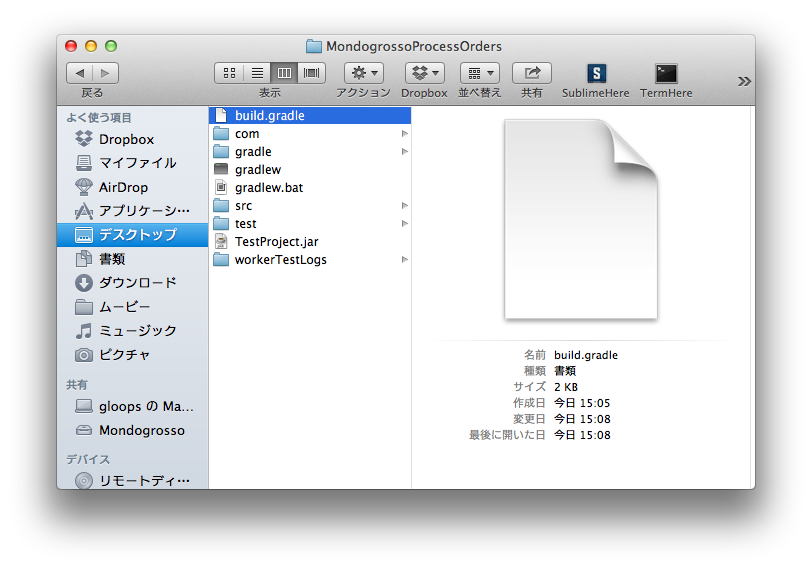 MondogrossoProcessOrders
戻る
表示
アクション
Dropbox
並べ替え
共有
SublimeHere
TermHere
よく使う項目
Dropbox
マイファイル
AirDrop
アプリケーシ…
デスクトップ
書類
ダウンロード
ムービー
ミュージック
ピクチャ
共有
gloops の Ma…
Mondogrosso
デバイス
リモートディ…
build.gradle
com
gradle
gradlew
gradlew.bat
src
test
TestProject.jar
workerTestLogs
名前 build.gradle
種類 書類
サイズ 2 KB
作成日 今日 15:05
変更日 今日 15:08
最後に開いた日 今日 15:08